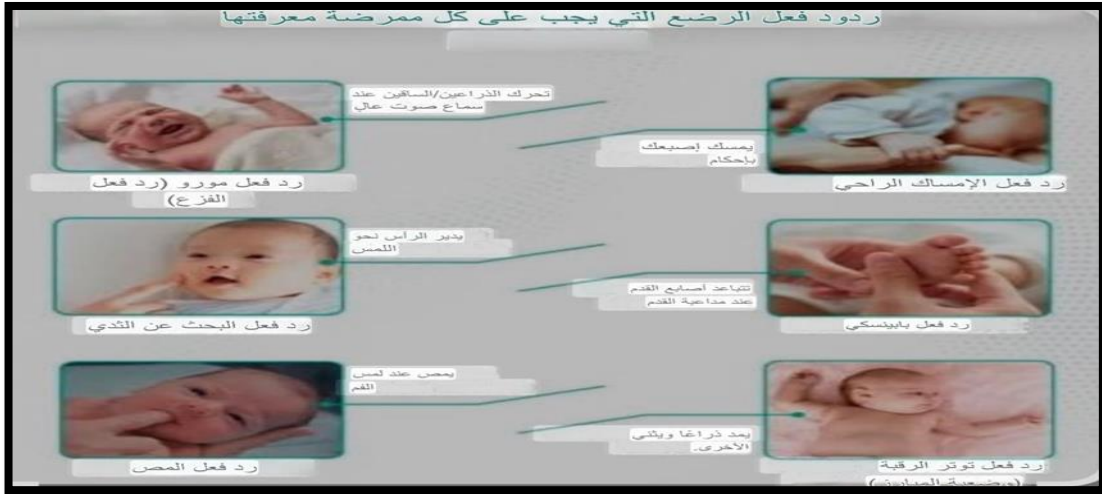 ردود فعل الرضع التي يجب على كل ممرضة معرفتها
تحرك الذراعين/الساقين عند
سماع صوت عالٍ
رد فعل مورو (رد فعل
الفزع)
يمسك إصبعك
بإحكام
رد فعل الإمساك الراحي
يدير الرأس نحو
اللمس
رد فعل البحث عن الثدي
تتباعد أصابع القدم
عند مداعبة القدم
رد فعل بابينسكي
يمص عند لمس
الفم
رد فعل المص
يمد ذراعًا ويثني
الأخرى.
رد فعل توتر الرقبة
(وضعية المبارز)